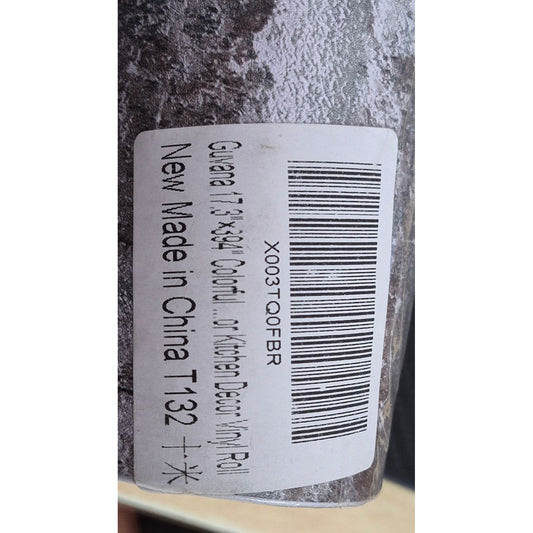 X003TQ0FBR
Guvana 17.3"x394" Colorful ...or Kitchen Decor Vinyl Roll
New Made in China T132 十米